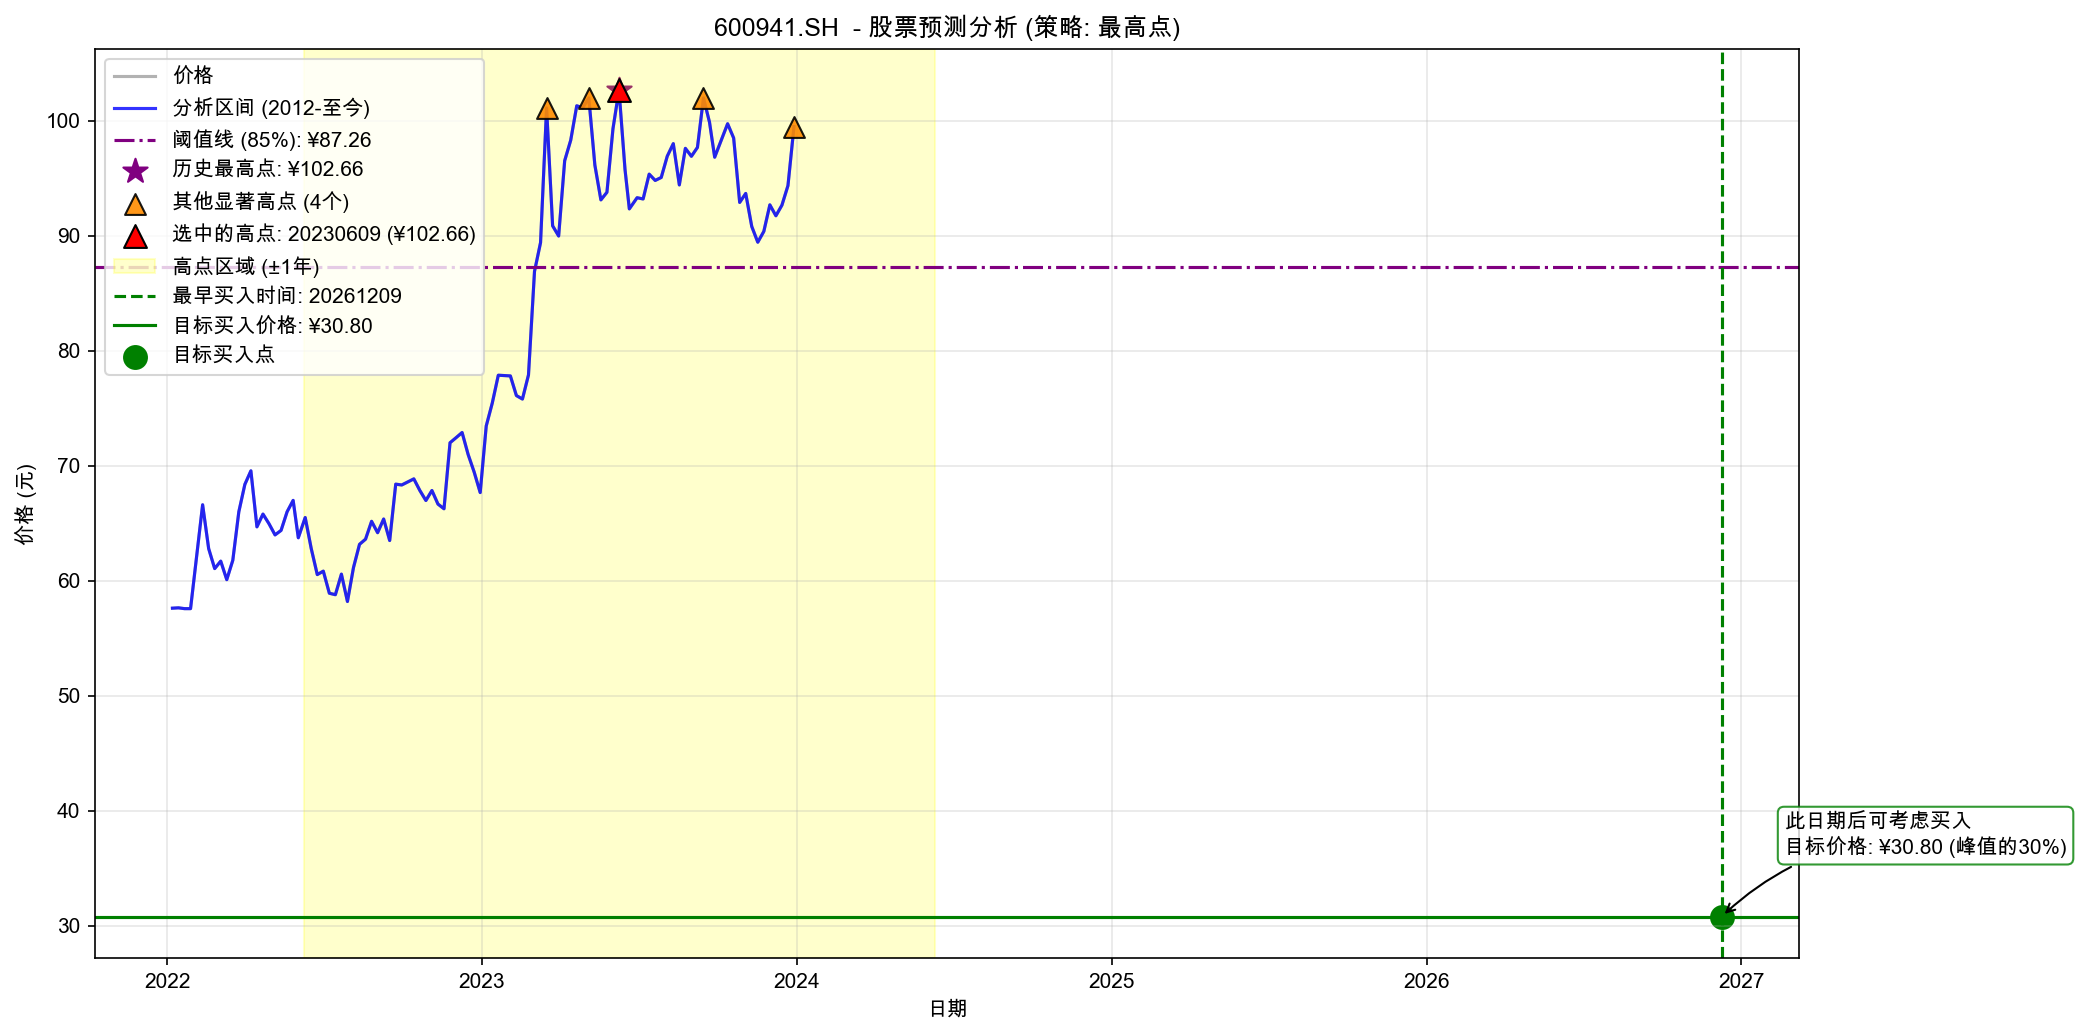 600941.SH - 股票预测分析 (策略: 最高点)
价格
分析区间 (2012-至今)
阈值线 (85%): ¥87.26
历史最高点: ¥102.66
其他显著高点 (4个)
选中的高点: 20230609 (¥102.66)
高点区域 (±1年)
最早买入时间: 20261209
目标买入价格: ¥30.80
目标买入点
100
90
80
70
60
50
40
30
价格 (元)
此日期后可考虑买入
目标价格: ¥30.80 (峰值的30%)
2022
2023
2024
2025
2026
2027
日期